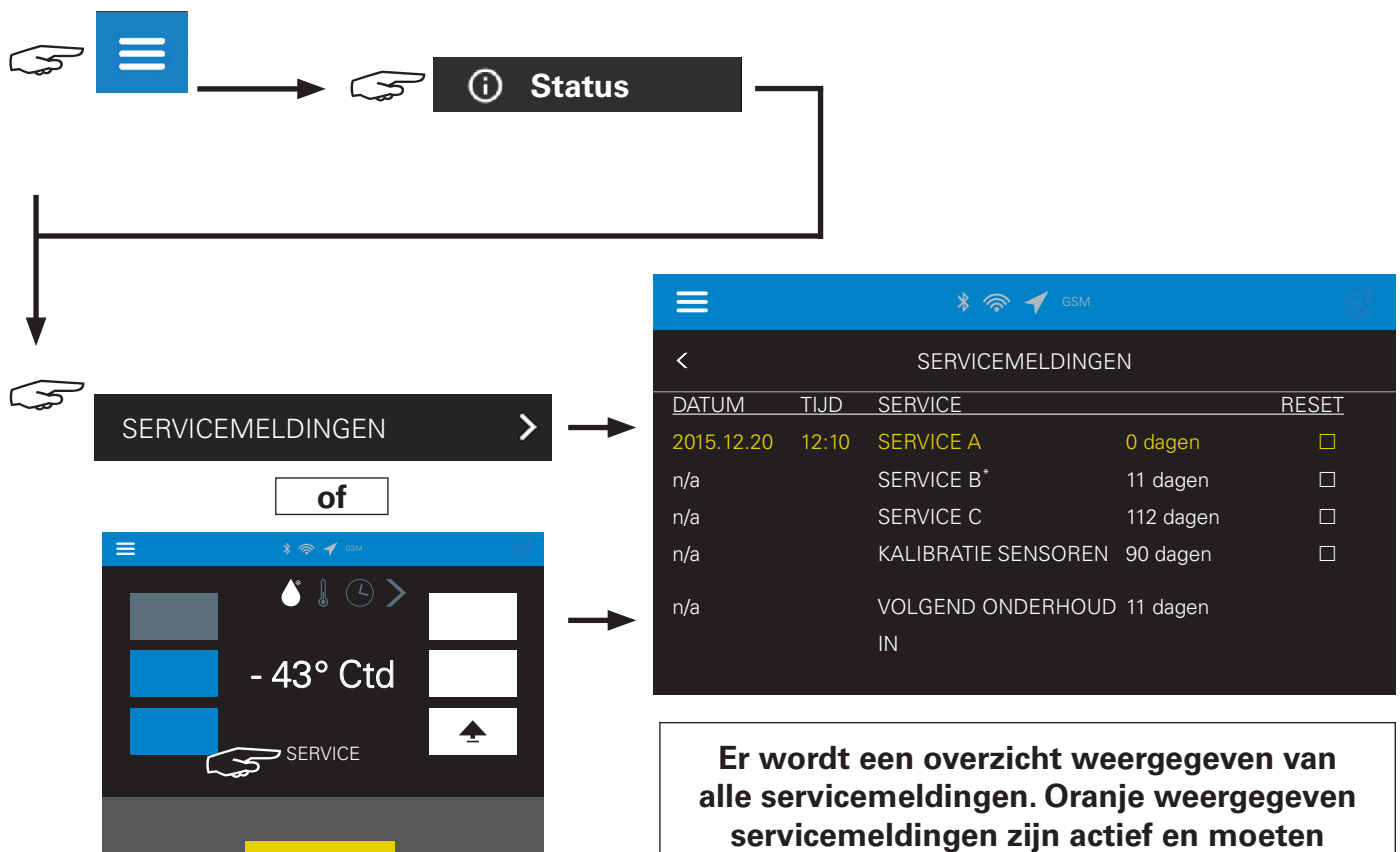 Status
SERVICEMELDINGEN
of
GSM
- 43° Ctd
SERVICE
GSM
< SERVICEMELDINGEN
DATUM TIJD SERVICE RESET
2015.12.20 12:10 SERVICE A 0 dagen ☐
n/a SERVICE B* 11 dagen ☐
n/a SERVICE C 112 dagen ☐
n/a KALIBRATIE SENSOREN 90 dagen ☐
n/a VOLGEND ONDERHOUD 11 dagen
IN
Er wordt een overzicht weergegeven van
alle servicemeldingen. Oranje weergegeven
servicemeldingen zijn actief en moeten